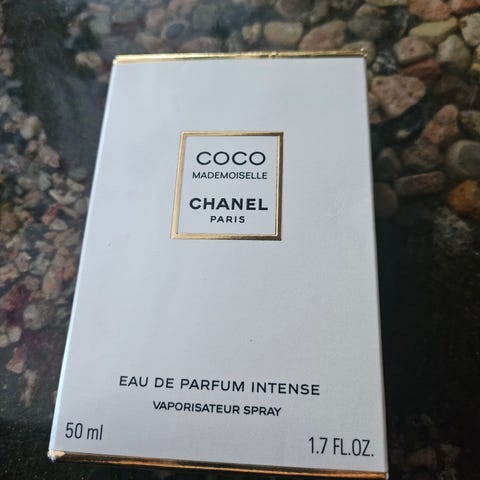 COCO
MADEMOISELLE
CHANEL
PARIS
EAU DE PARFUM INTENSE
VAPORISATEUR SPRAY
50 ml 1.7 FL.OZ.